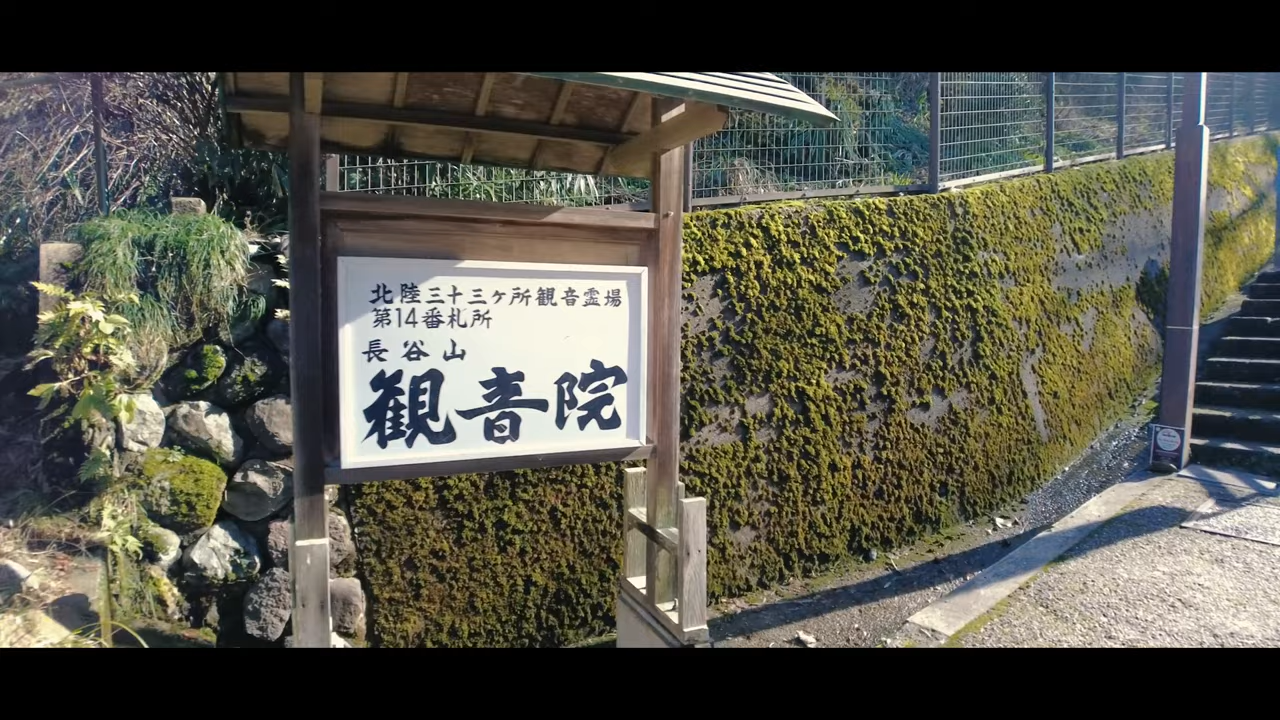 北陸三十三ヶ所観音霊場
第14番札所
長谷山
観音院